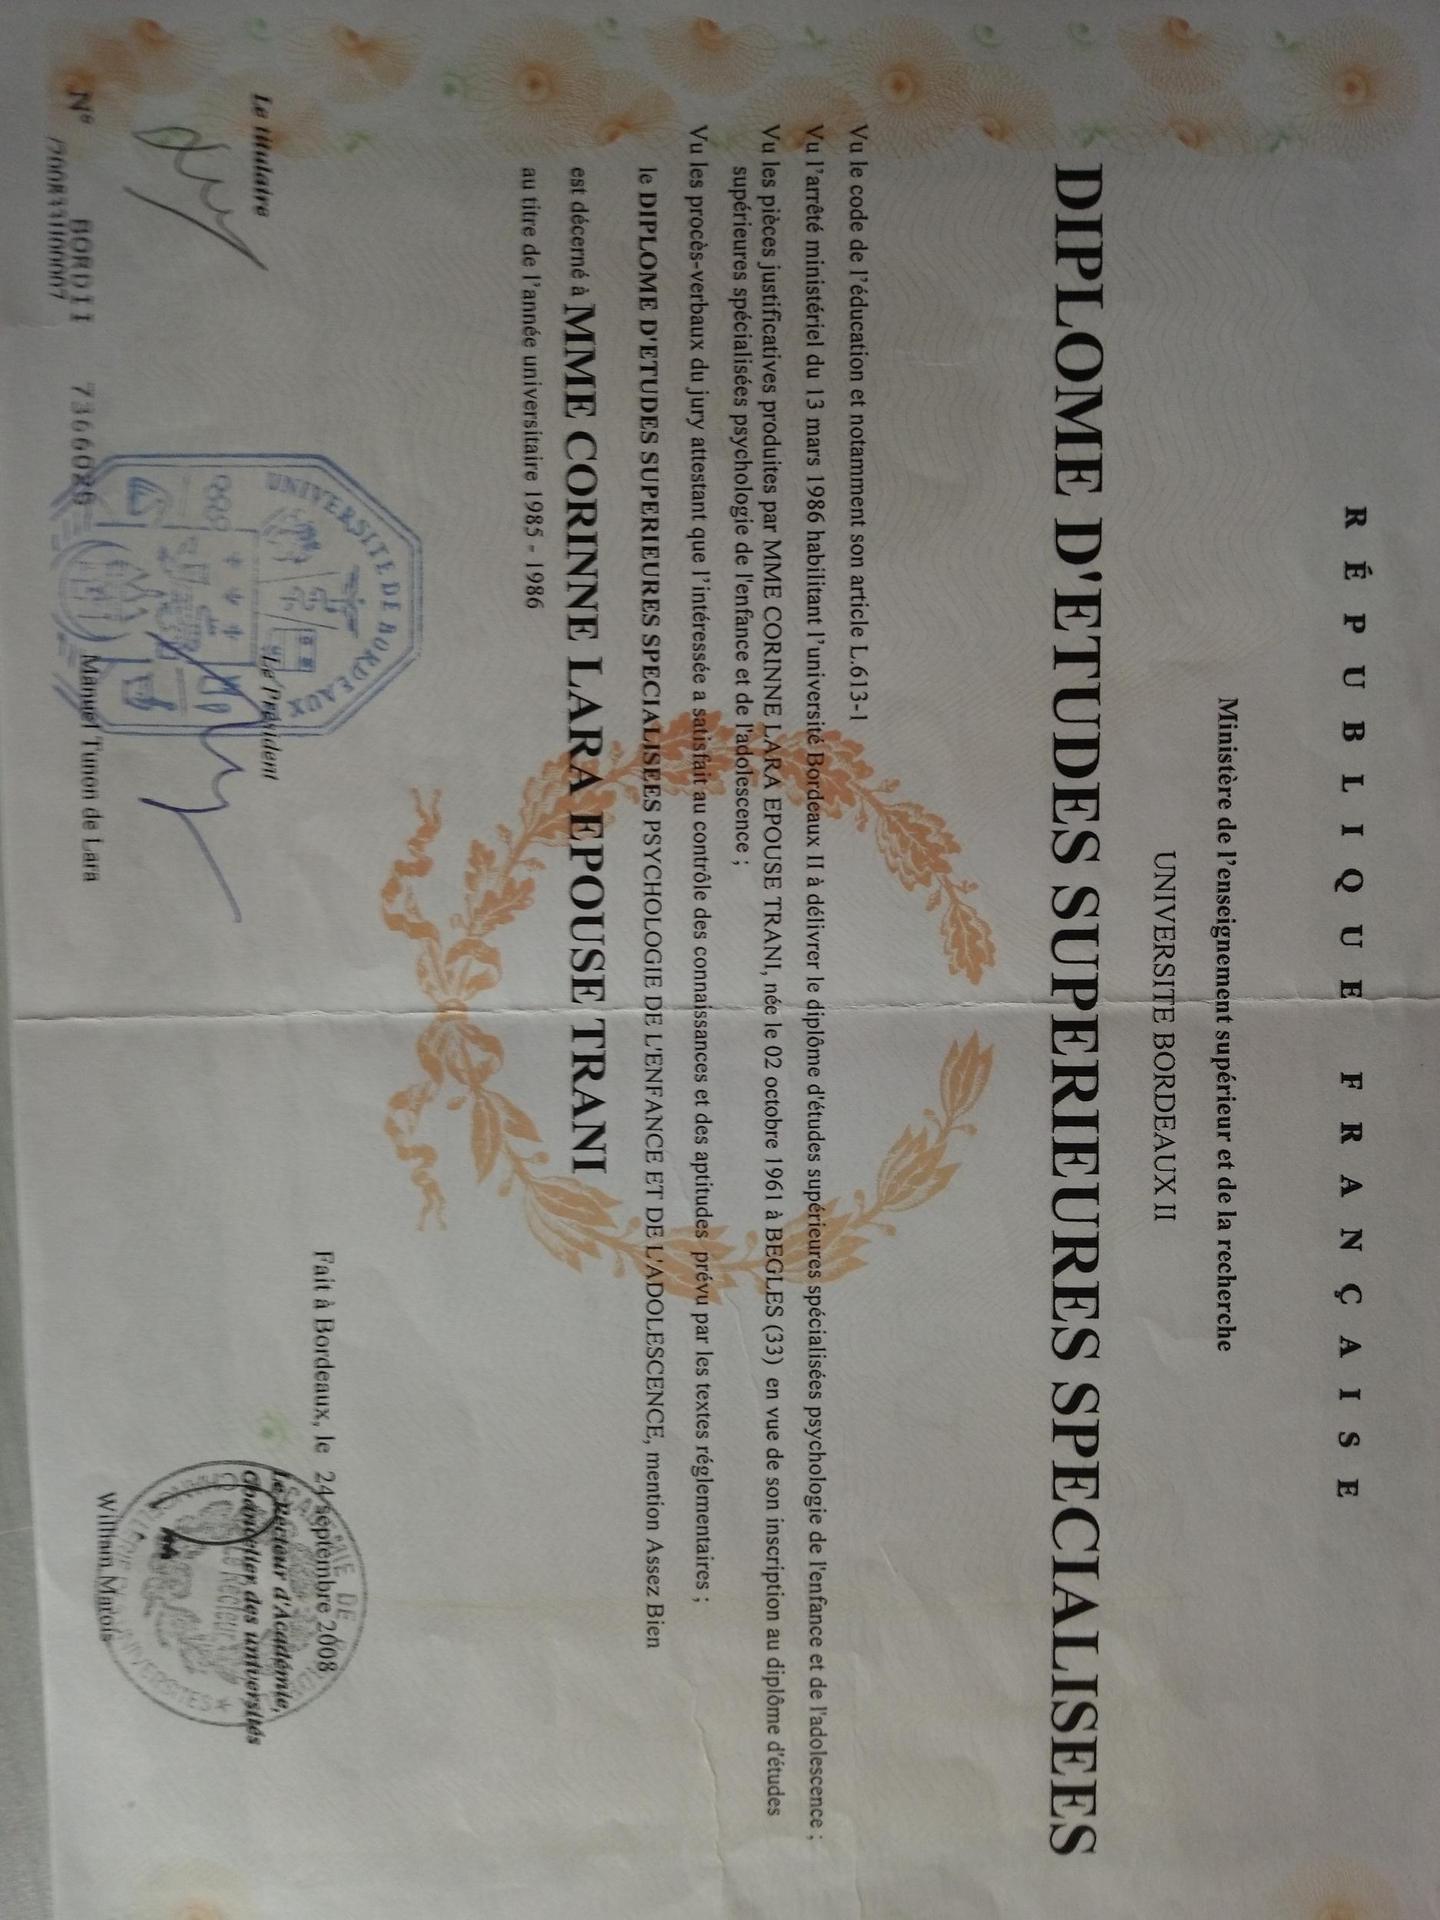 RÉPUBLIQUE FRANÇAISE
Ministère de l'enseignement supérieur et de la recherche
UNIVERSITE BORDEAUX II
DIPLOME D'ETUDES SUPERIEURES SPECIALISEES
Vu le code de l'éducation et notamment son article L.613-1
Vu l'arrêté ministériel du 13 mars 1986 habilitant l'université Bordeaux II à délivrer le diplôme d'études supérieures spécialisées psychologie de l'enfance et de l'adolescence ;
Vu les pièces justificatives produites par MME CORINNE LARA EPOUSE TRANI, née le 02 octobre 1961 à BEGLES (33) en vue de son inscription au diplôme d'études
supérieures spécialisées psychologie de l'enfance et de l'adolescence ;
Vu les procès-verbaux du jury attestant que l'intéressée a satisfait au contrôle des connaissances et des aptitudes prévu par les textes réglementaires ;
le DIPLOME D'ETUDES SUPERIEURES SPECIALISEES PSYCHOLOGIE DE L'ENFANCE ET DE L'ADOLESCENCE, mention Assez Bien
est décerné à MME CORINNE LARA EPOUSE TRANI
au titre de l'année universitaire 1985 - 1986
Fait à Bordeaux, le 24 septembre 2008
Le titulaire
Le Président
Le Recteur d'Académie,
Chancelier des universités
UNIVERSITE DE BORDEAUX
Manuel Tunon de Lara
William Marois
N° BORDII 7366026